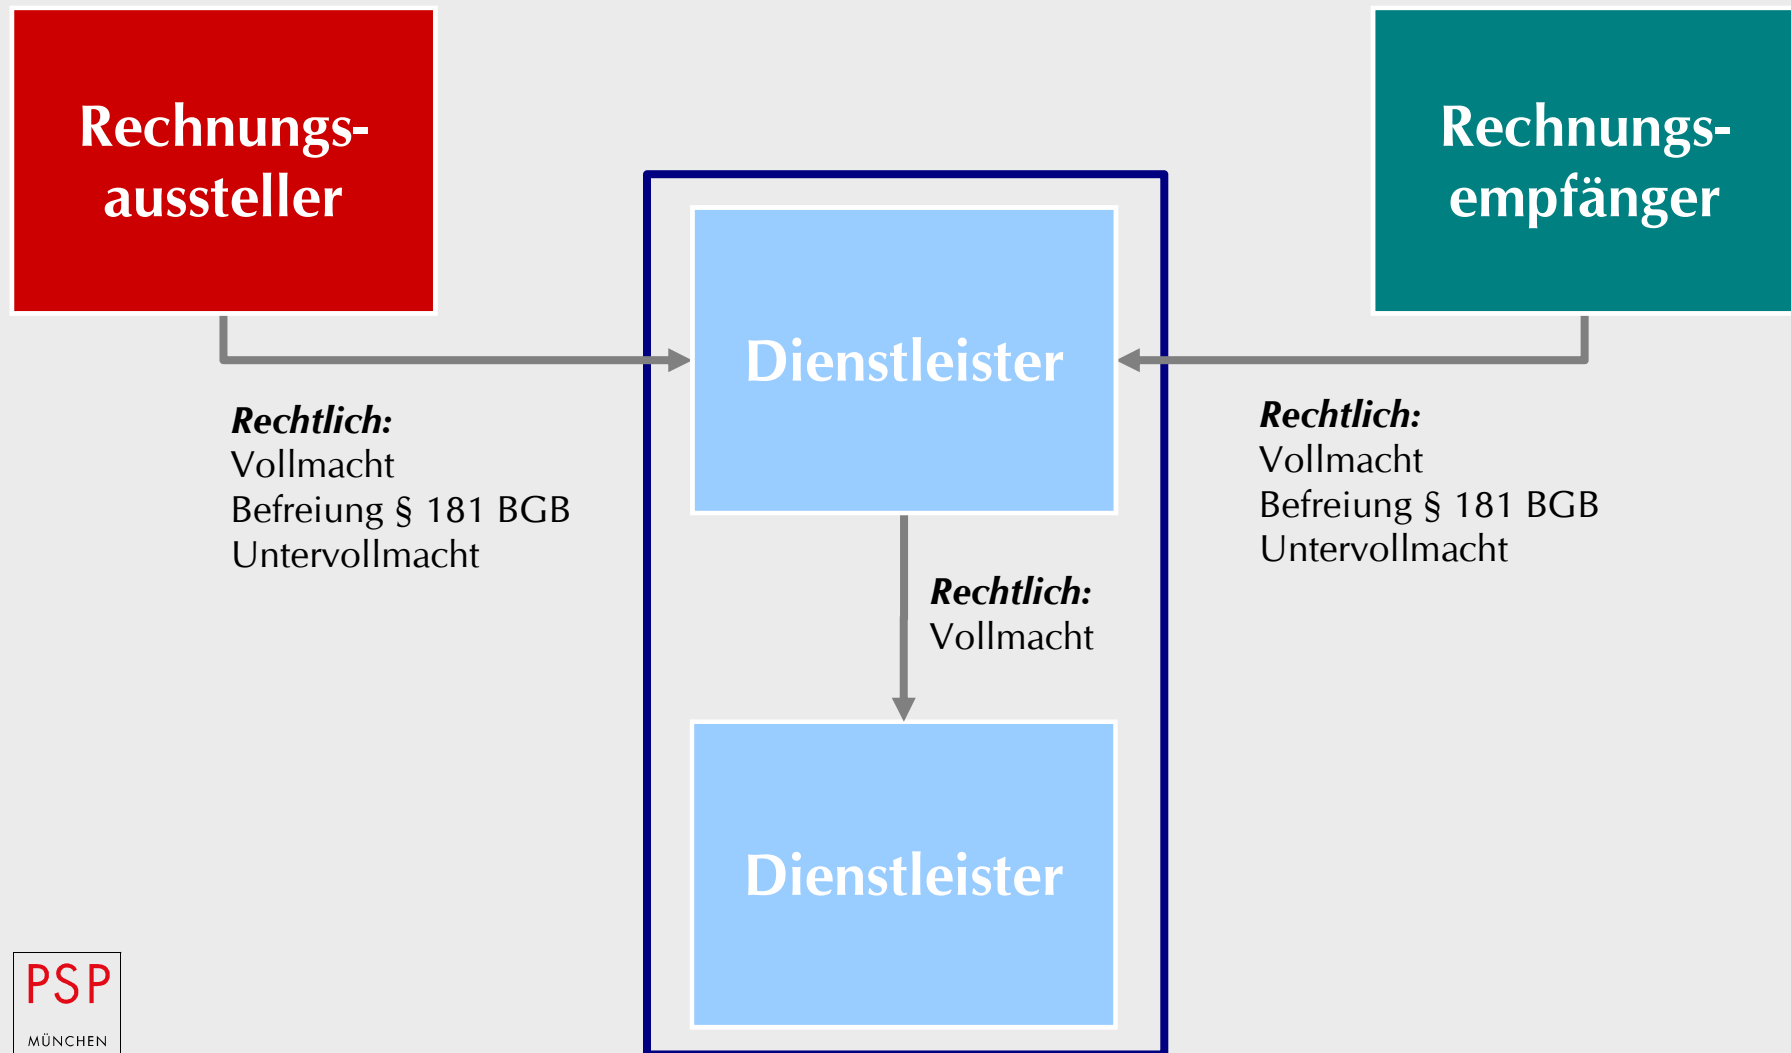 Rechnungs-
aussteller
Rechnungs-
empfänger
Dienstleister
Rechtlich:
Vollmacht
Befreiung § 181 BGB
Untervollmacht
Rechtlich:
Vollmacht
Befreiung § 181 BGB
Untervollmacht
Rechtlich:
Vollmacht
Dienstleister
PSP
MÜNCHEN